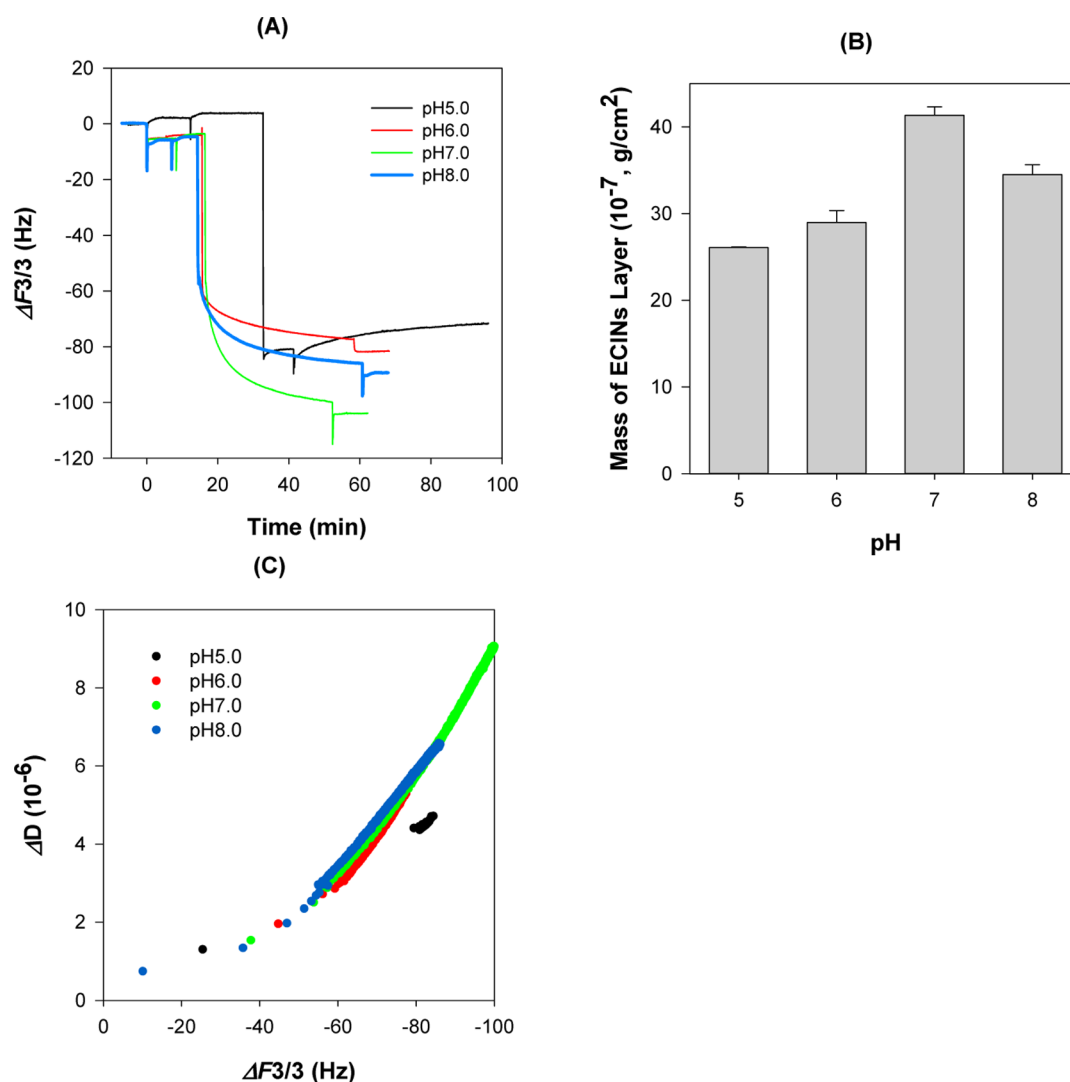 (A)
20
0
-20
-40
-60
-80
-100
-120
ΔF3/3 (Hz)
0 20 40 60 80 100
Time (min)
pH5.0
pH6.0
pH7.0
pH8.0
(B)
40
30
20
10
0
Mass of ECINs Layer (10-7, g/cm2)
5 6 7 8
pH
(C)
10
8
6
4
2
0
ΔD (10-6)
0 -20 -40 -60 -80 -100
ΔF3/3 (Hz)
pH5.0
pH6.0
pH7.0
pH8.0